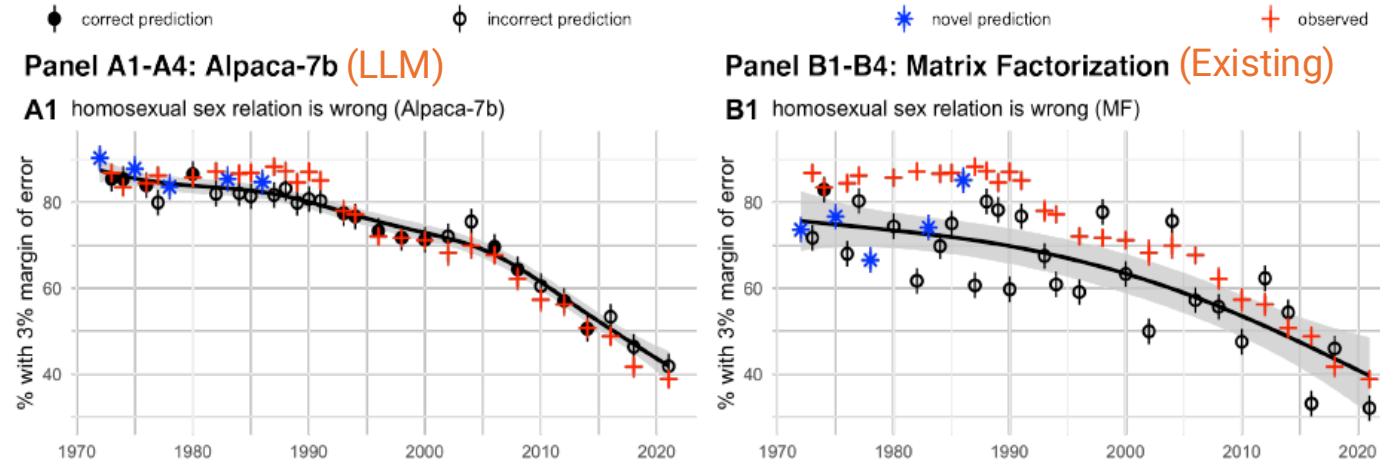 correct prediction incorrect prediction novel prediction observed
Panel A1-A4: Alpaca-7b (LLM)
A1 homosexual sex relation is wrong (Alpaca-7b)
% with 3% margin of error
80
60
40
1970 1980 1990 2000 2010 2020
Panel B1-B4: Matrix Factorization (Existing)
B1 homosexual sex relation is wrong (MF)
% with 3% margin of error
80
60
40
1970 1980 1990 2000 2010 2020